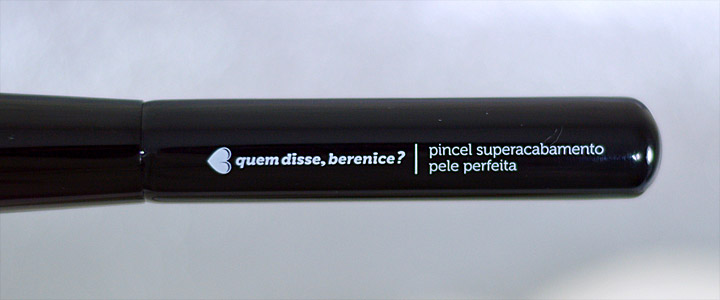 quem disse, berenice?
pincel superacabamento
pele perfeita